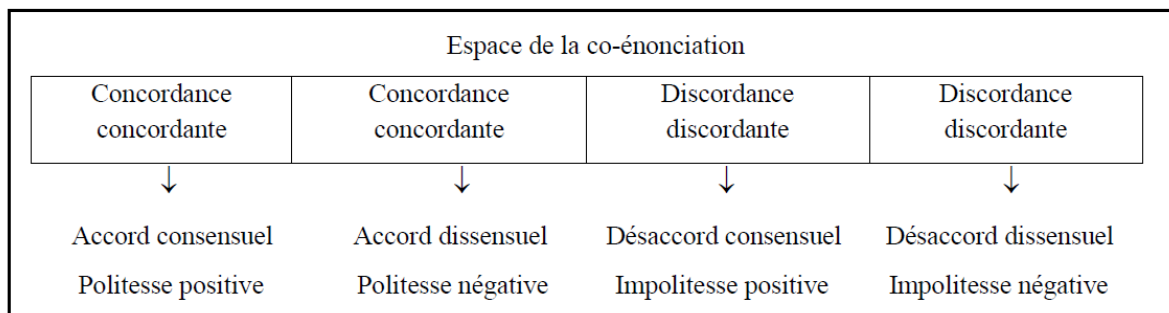 Espace de la co-énonciation
Concordance concordante
Concordance concordante
Discordance discordante
Discordance discordante
↓ ↓ ↓ ↓
Accord consensuel
Accord dissensuel
Désaccord consensuel
Désaccord dissensuel
Politesse positive
Politesse négative
Impolitesse positive
Impolitesse négative